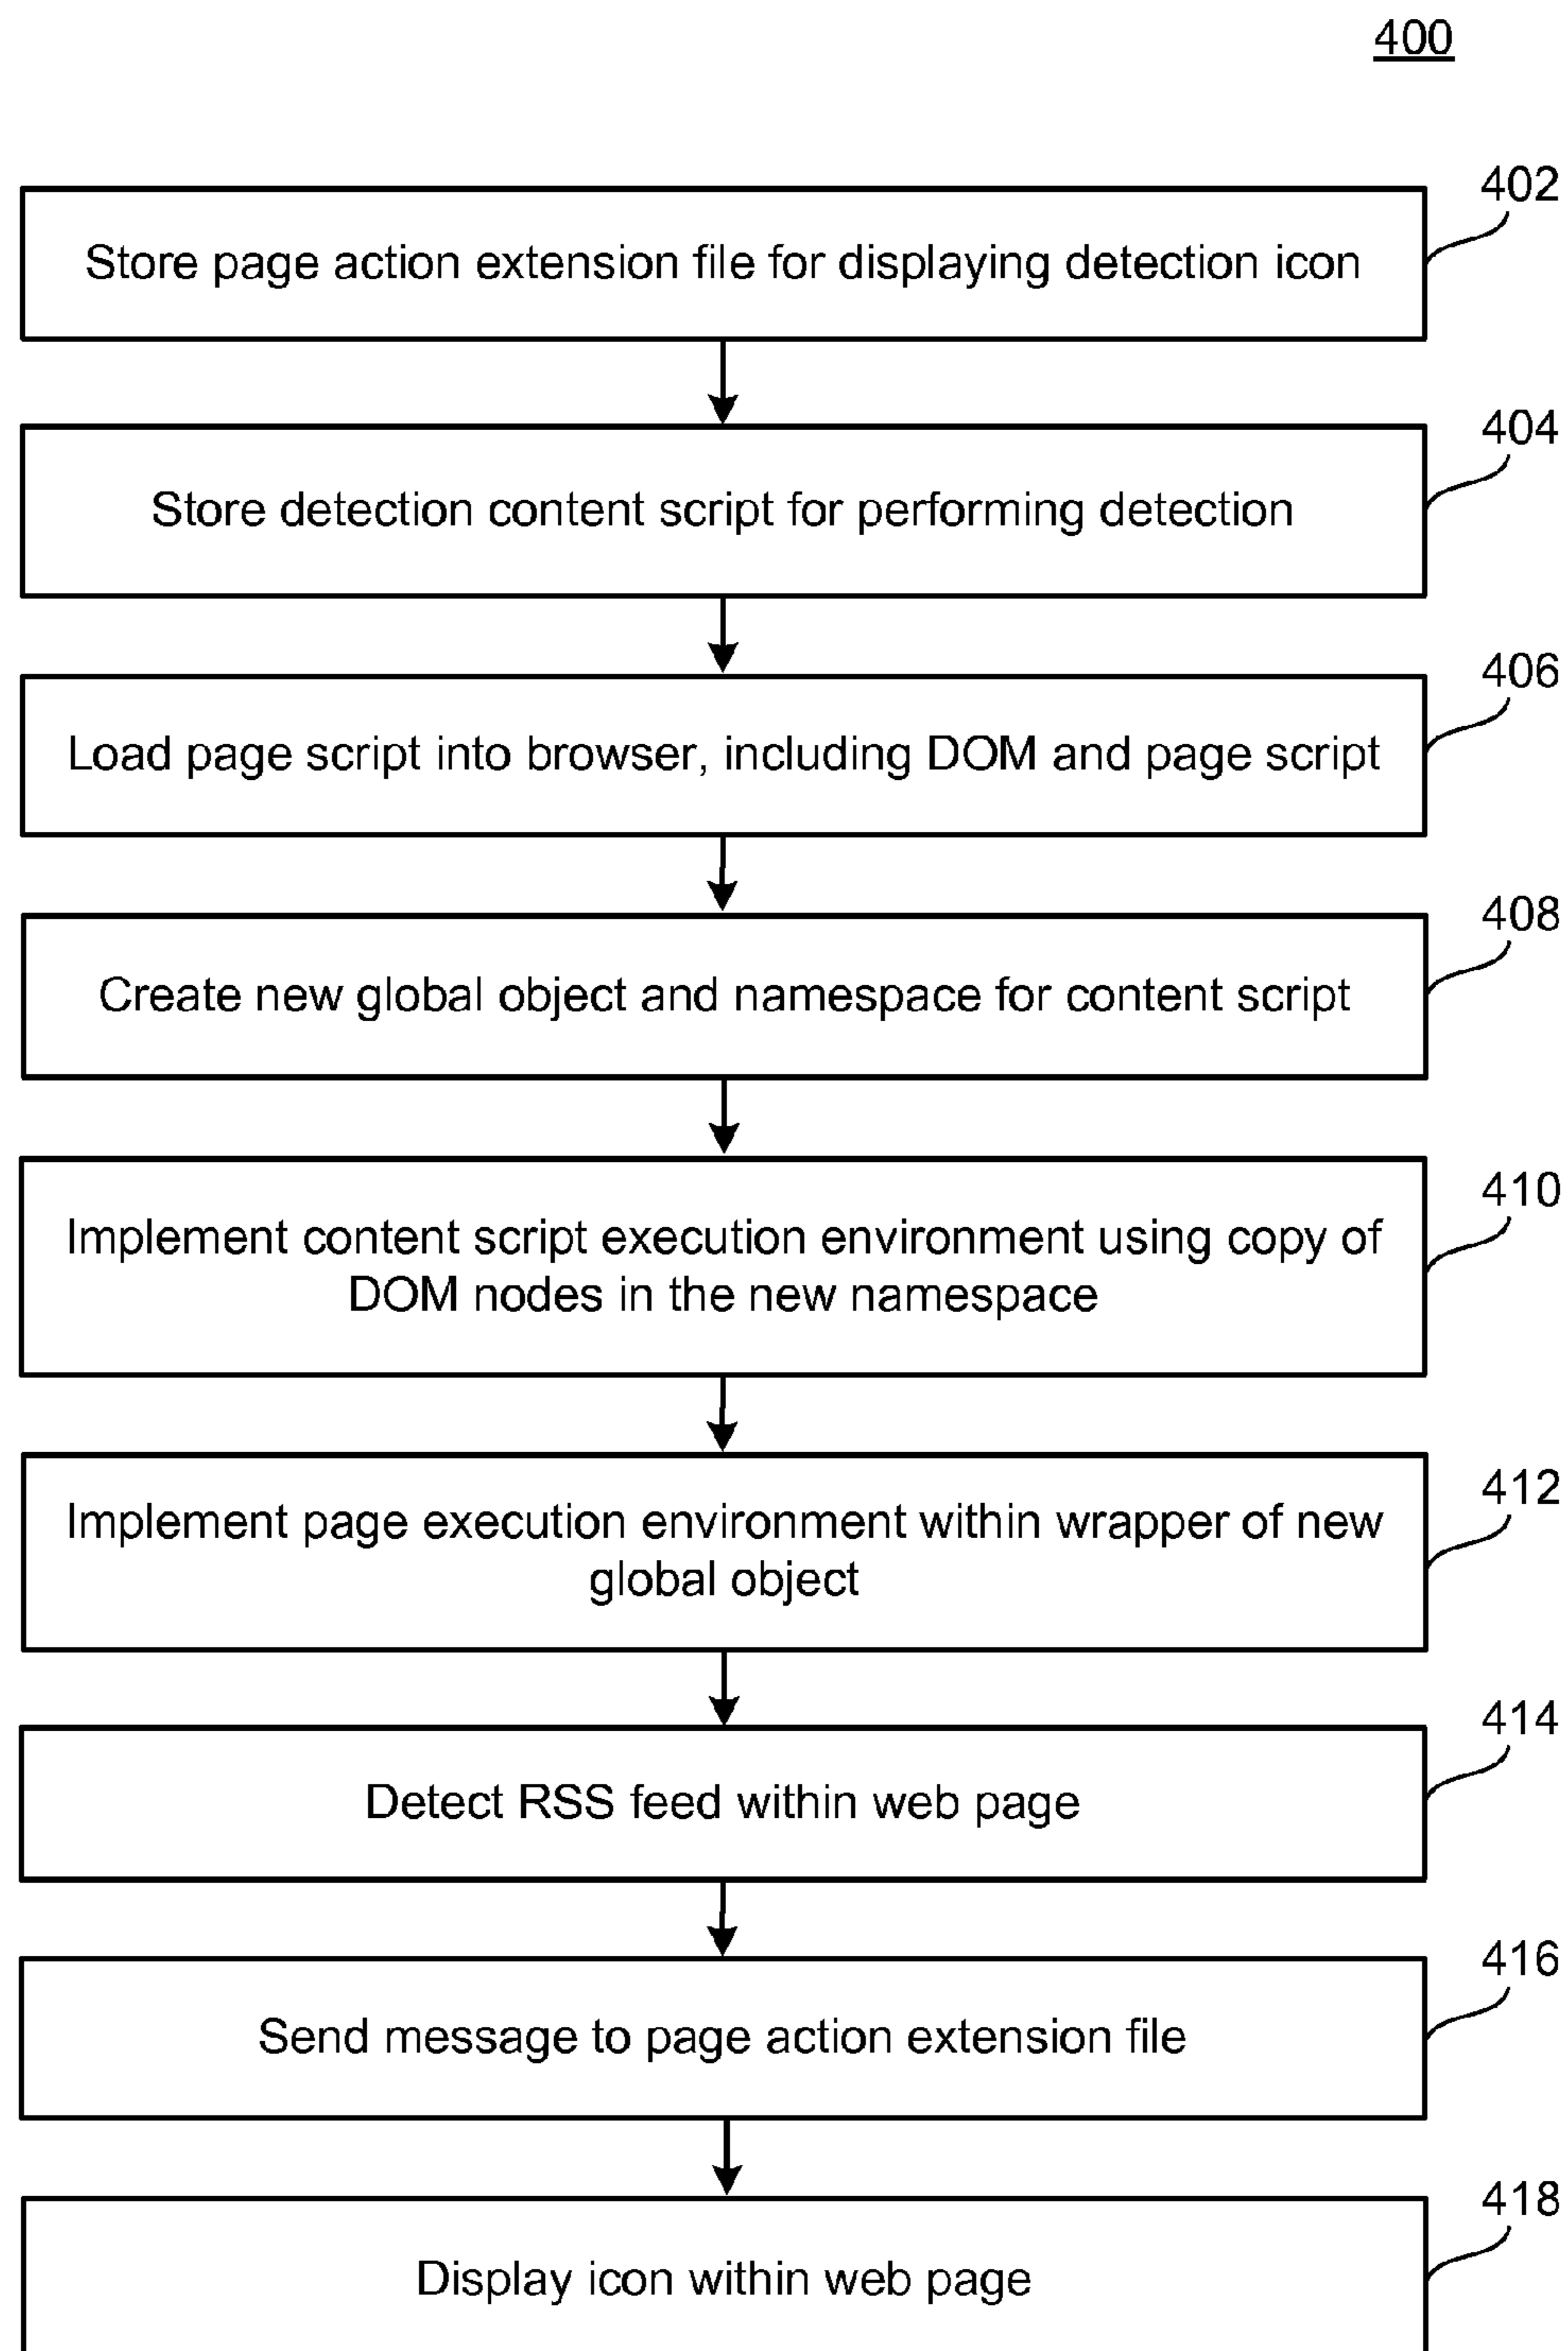 400
402
Store page action extension file for displaying detection icon
404
Store detection content script for performing detection
406
Load page script into browser, including DOM and page script
408
Create new global object and namespace for content script
410
Implement content script execution environment using copy of
DOM nodes in the new namespace
412
Implement page execution environment within wrapper of new
global object
414
Detect RSS feed within web page
416
Send message to page action extension file
418
Display icon within web page